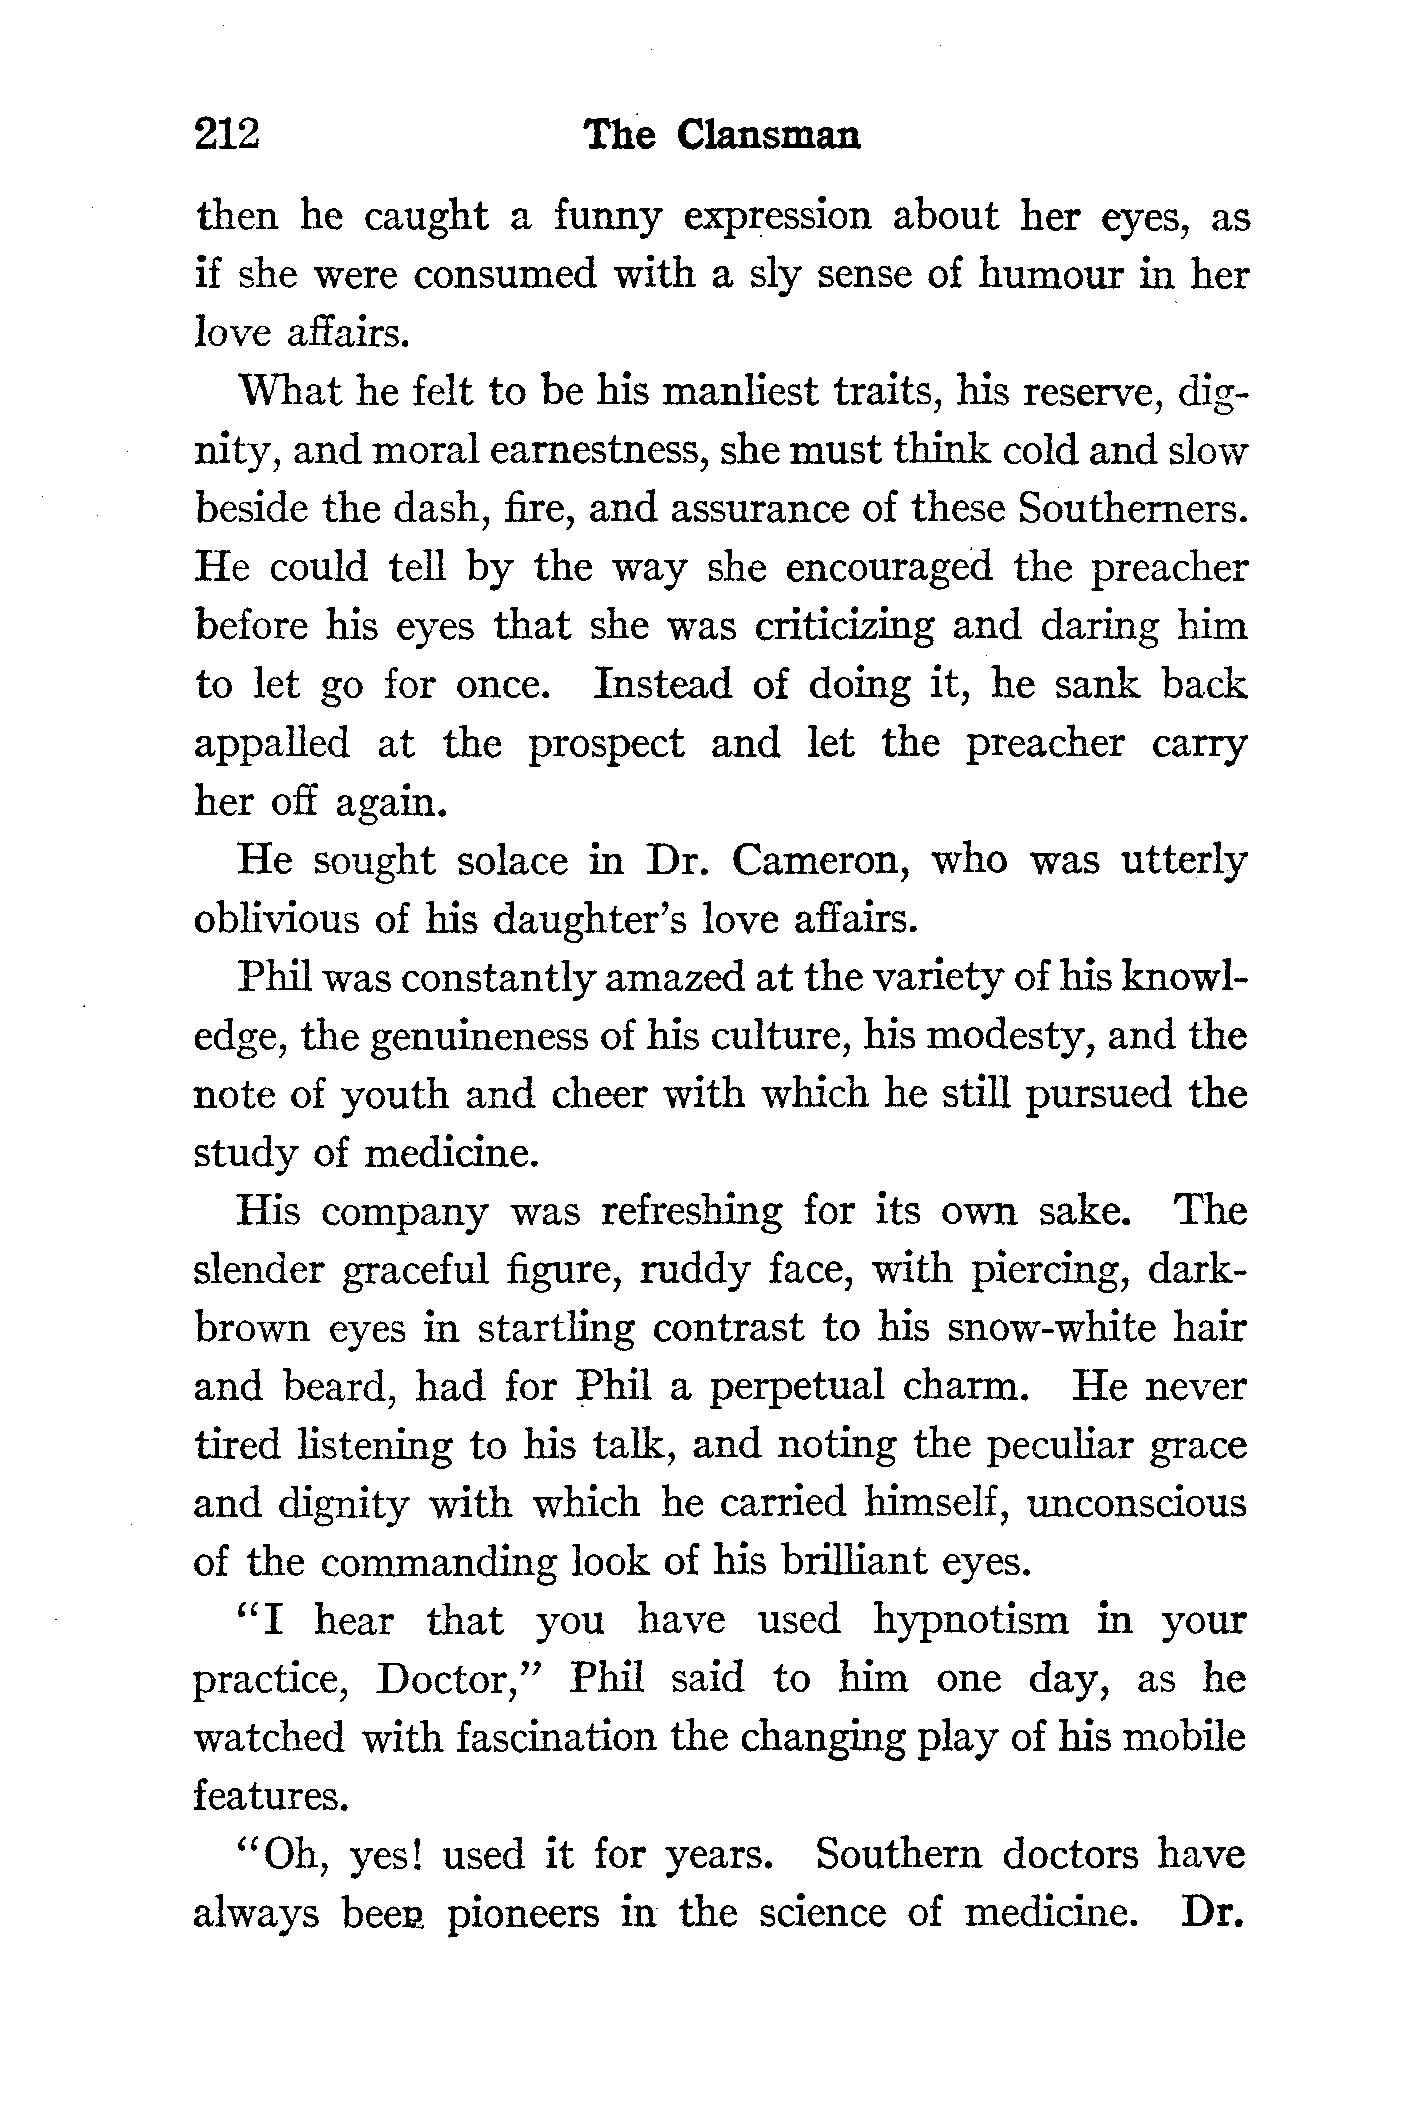 212 The Clansman
then he caught a funny expression about her eyes, as
if she were consumed with a sly sense of humour in her
love affairs.
What he felt to be his manliest traits, his reserve, dig-
nity, and moral earnestness, she must think cold and slow
beside the dash, fire, and assurance of these Southerners.
He could tell by the way she encouraged the preacher
before his eyes that she was criticizing and daring him
to let go for once. Instead of doing it, he sank back
appalled at the prospect and let the preacher carry
her off again.
He sought solace in Dr. Cameron, who was utterly
oblivious of his daughter's love affairs.
Phil was constantly amazed at the variety of his knowl-
edge, the genuineness of his culture, his modesty, and the
note of youth and cheer with which he still pursued the
study of medicine.
His company was refreshing for its own sake. The
slender graceful figure, ruddy face, with piercing, dark-
brown eyes in startling contrast to his snow-white hair
and beard, had for Phil a perpetual charm. He never
tired listening to his talk, and noting the peculiar grace
and dignity with which he carried himself, unconscious
of the commanding look of his brilliant eyes.
"I hear that you have used hypnotism in your
practice, Doctor," Phil said to him one day, as he
watched with fascination the changing play of his mobile
features.
"Oh, yes! used it for years. Southern doctors have
always been pioneers in the science of medicine. Dr.